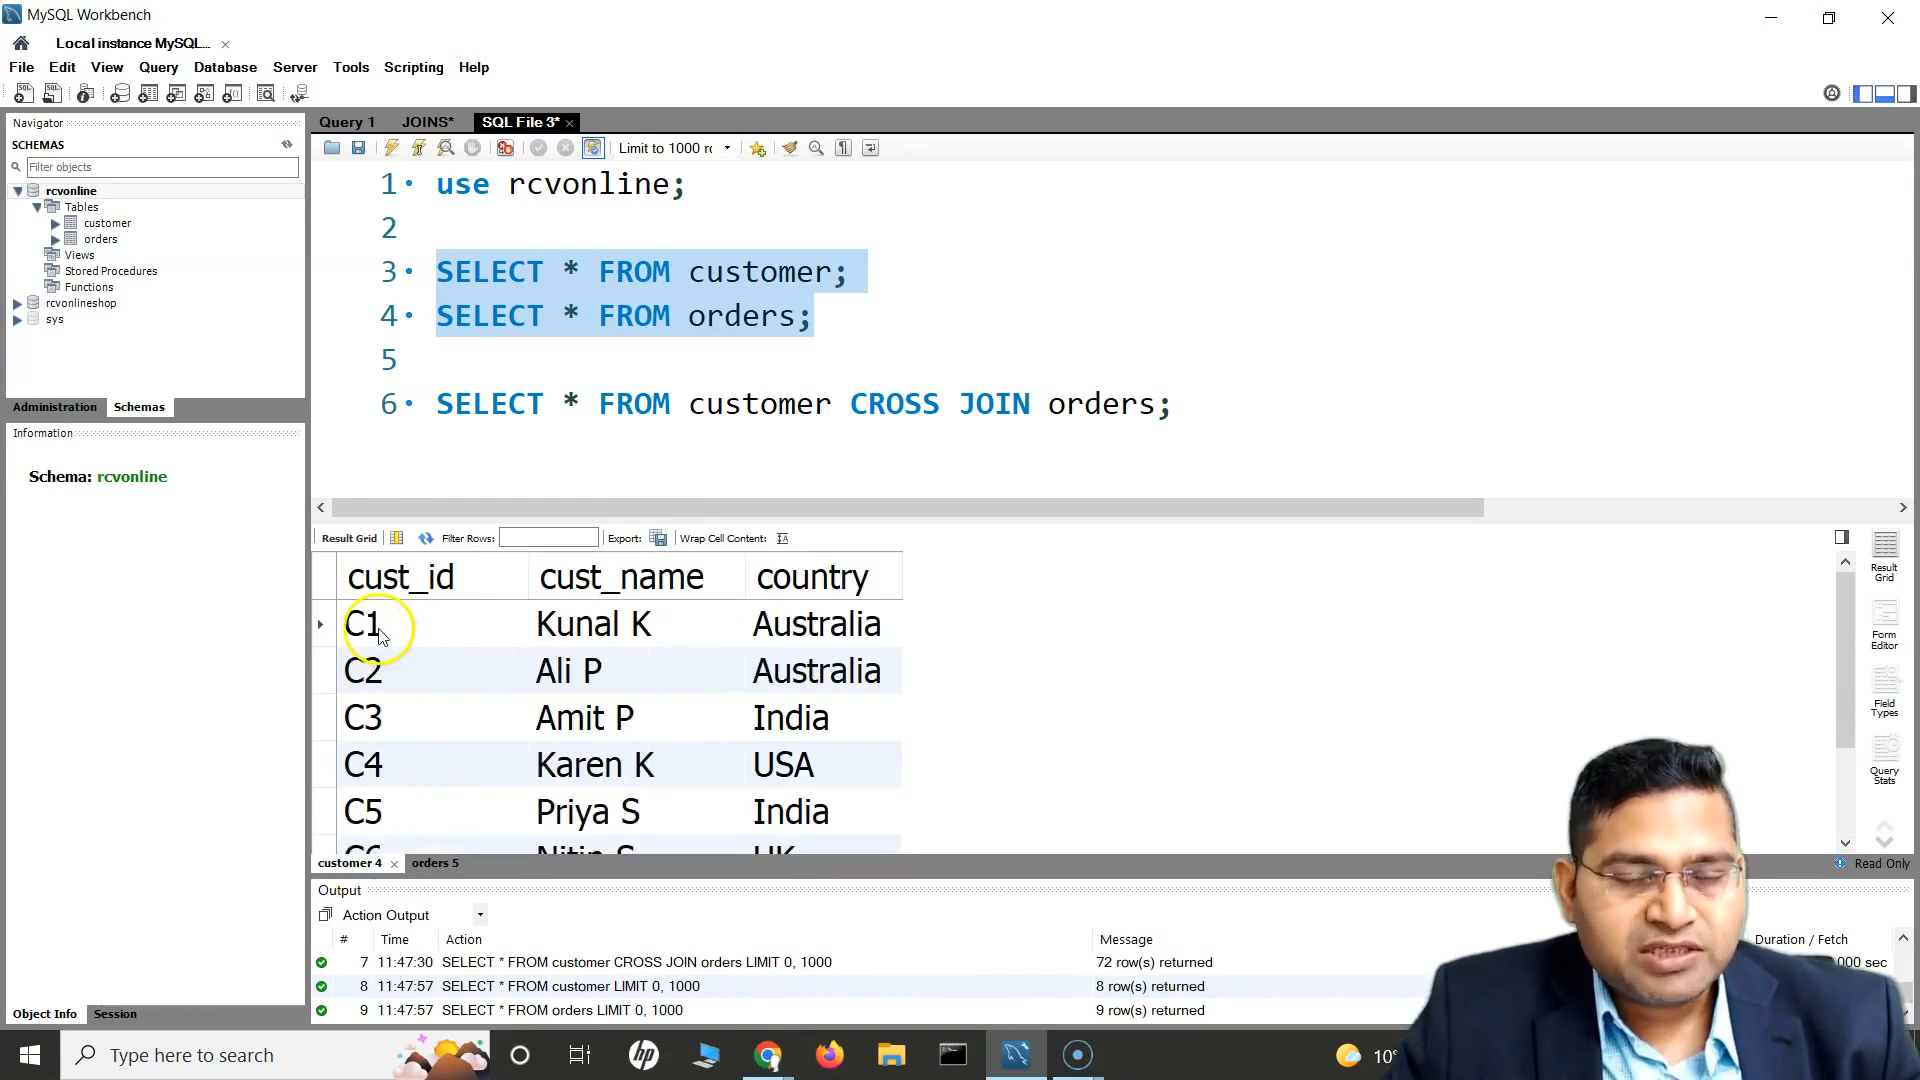 MySQL Workbench
Local instance MySQL...
File Edit View Query Database Server Tools Scripting Help
Navigator
SCHEMAS
Filter objects
rcvonline
Tables
customer
orders
Views
Stored Procedures
Functions
rcvonlineshop
sys
Administration Schemas
Information
Schema: rcvonline
Object Info Session
Query 1 JOINS* SQL File 3*
Limit to 1000 rc
1 use rcvonline;
2
3 SELECT * FROM customer;
4 SELECT * FROM orders;
5
6 SELECT * FROM customer CROSS JOIN orders;
Result Grid Filter Rows: Export: Wrap Cell Content:
cust_id cust_name country
C1 Kunal K Australia
C2 Ali P Australia
C3 Amit P India
C4 Karen K USA
C5 Priya S India
C6 Nitin S UK
Result Grid
Form Editor
Field Types
Query Stats
customer 4 orders 5
Read Only
Output
Action Output
# Time Action Message Duration / Fetch
7 11:47:30 SELECT * FROM customer CROSS JOIN orders LIMIT 0, 1000 72 row(s) returned 000 sec
8 11:47:57 SELECT * FROM customer LIMIT 0, 1000 8 row(s) returned
9 11:47:57 SELECT * FROM orders LIMIT 0, 1000 9 row(s) returned
Type here to search
hp
10°